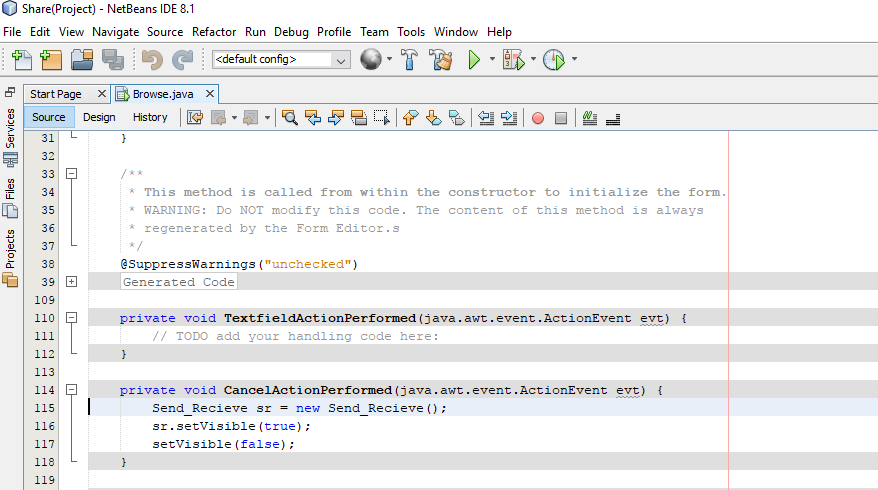 Share(Project) - NetBeans IDE 8.1
File Edit View Navigate Source Refactor Run Debug Profile Team Tools Window Help
<default config>
Start Page Browse.java
Source Design History
Services
Files
Projects
31 }
32
33 /**
34 * This method is called from within the constructor to initialize the form.
35 * WARNING: Do NOT modify this code. The content of this method is always
36 * regenerated by the Form Editor.s
37 */
38 @SuppressWarnings("unchecked")
39 Generated Code
109
110 private void TextfieldActionPerformed(java.awt.event.ActionEvent evt) {
111 // TODO add your handling code here:
112 }
113
114 private void CancelActionPerformed(java.awt.event.ActionEvent evt) {
115 Send_Recieve sr = new Send_Recieve();
116 sr.setVisible(true);
117 setVisible(false);
118 }
119